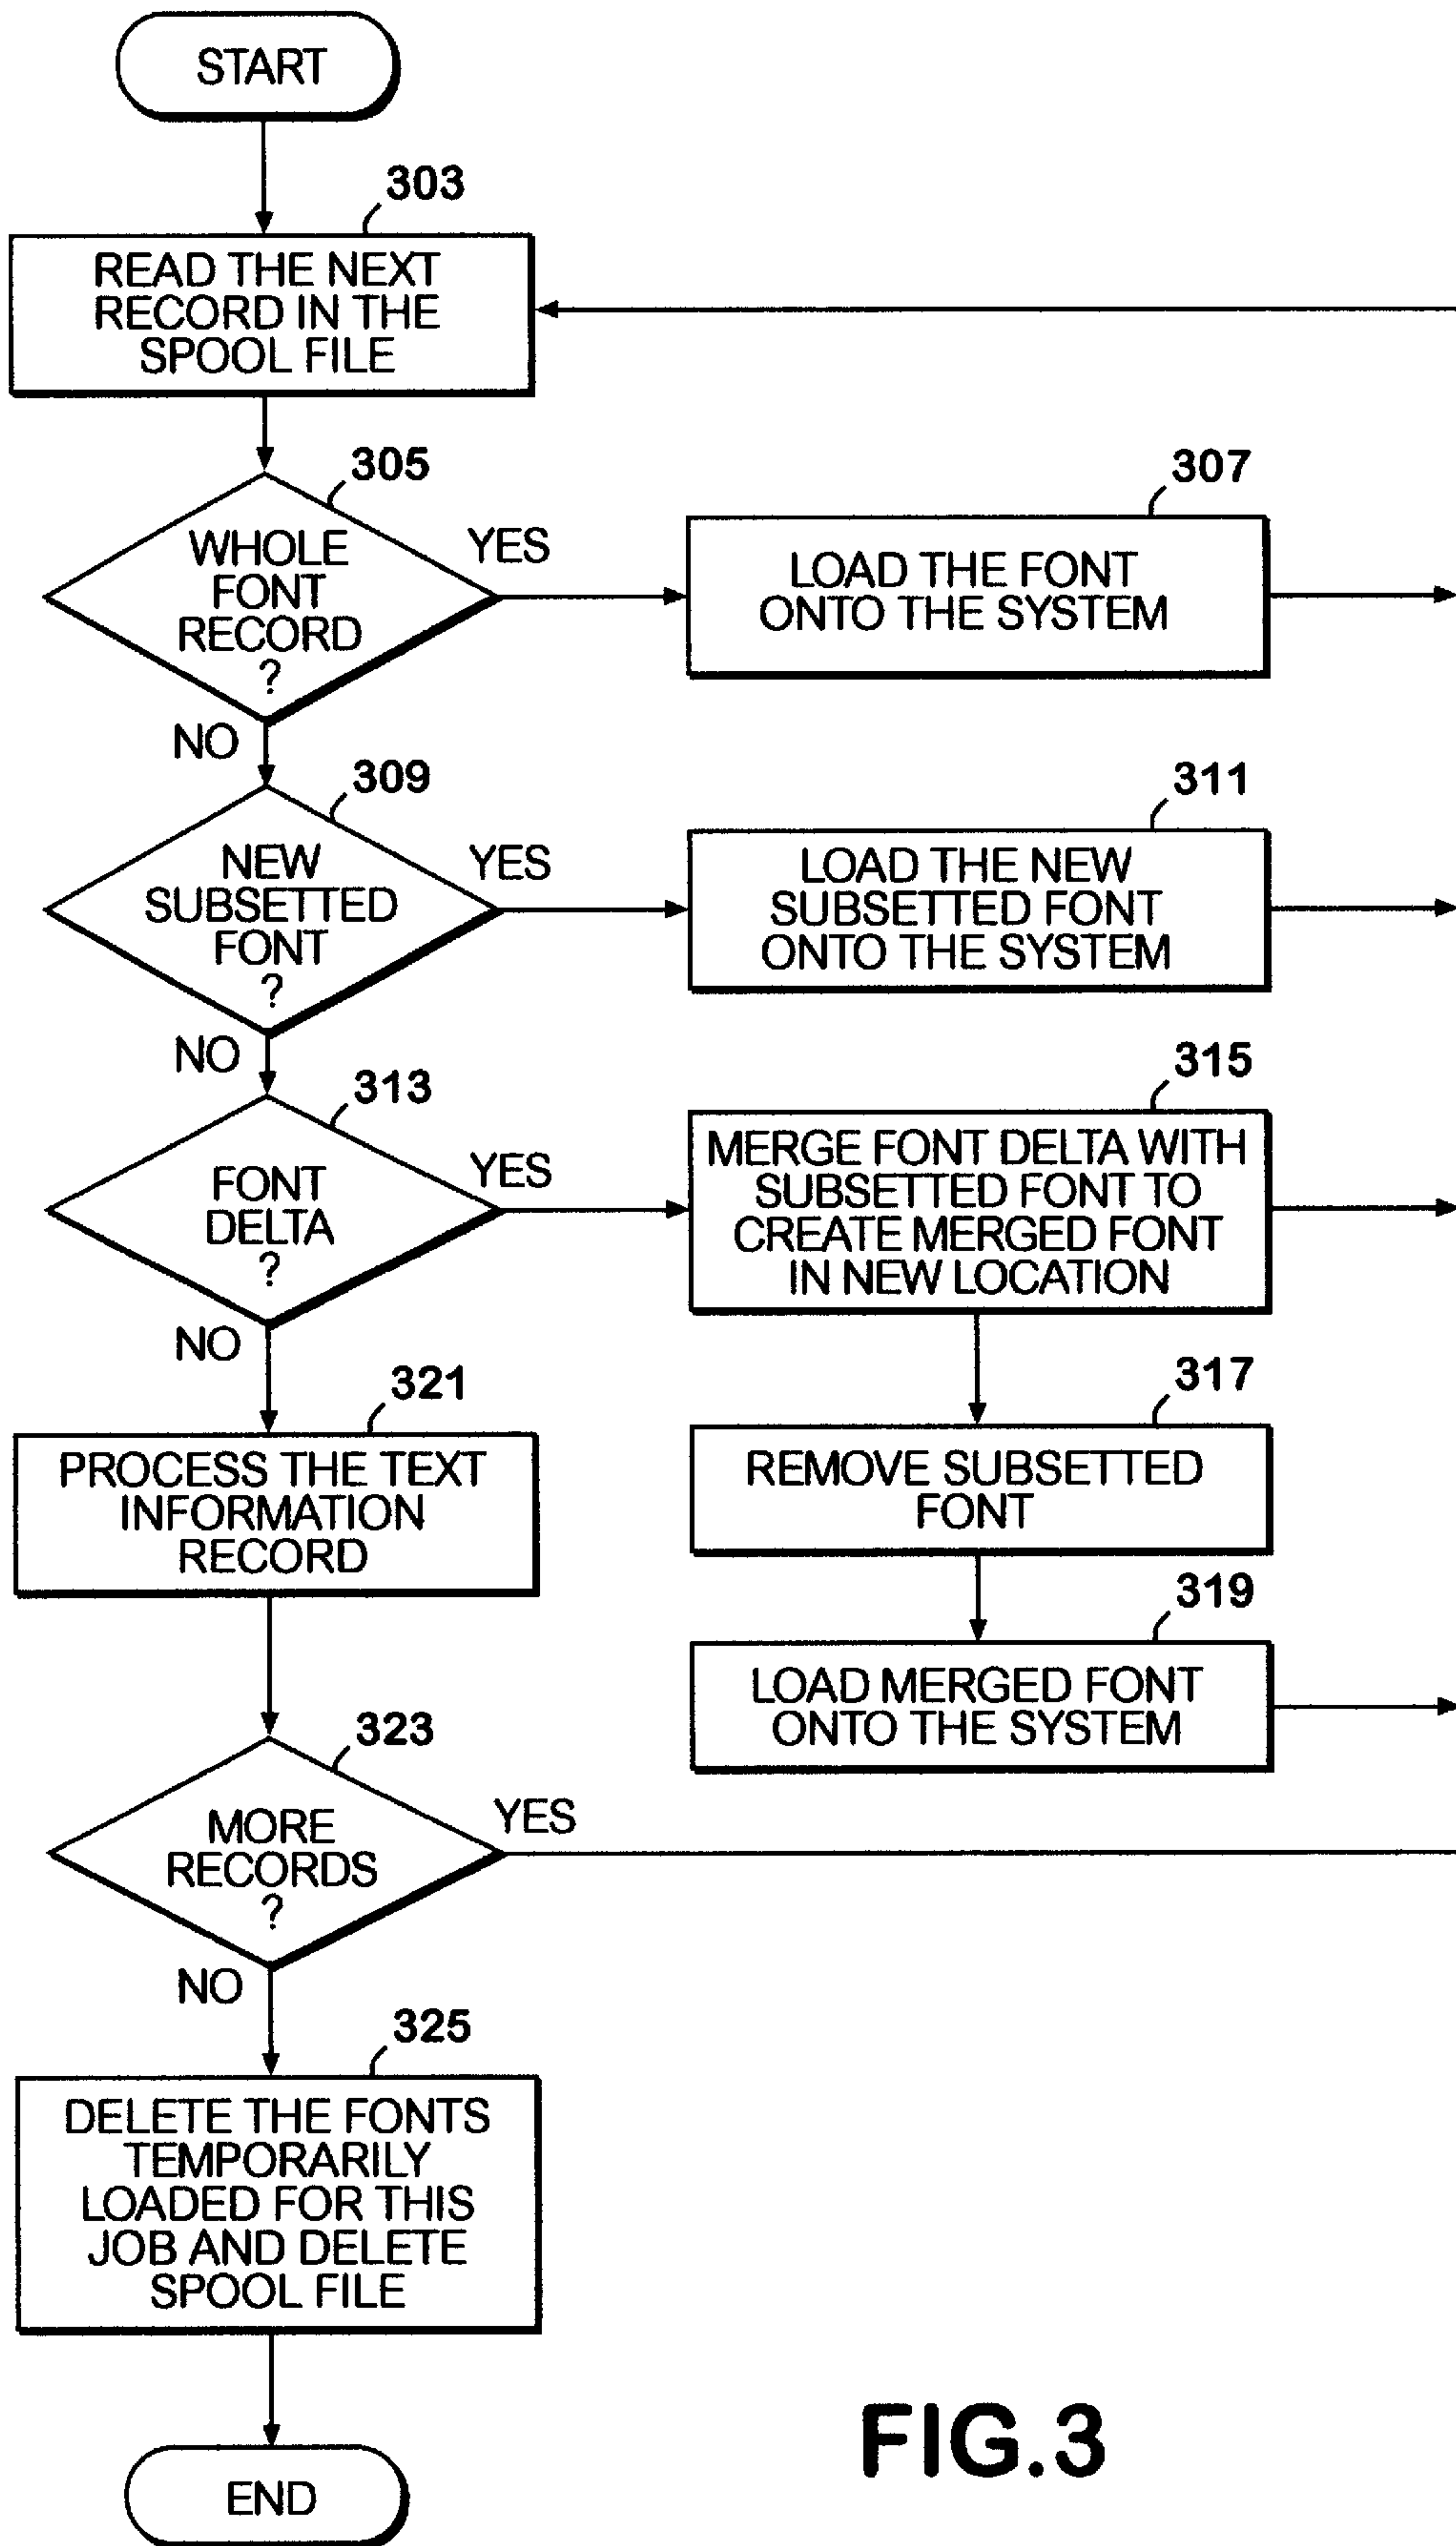 START
303
READ THE NEXT
RECORD IN THE
SPOOL FILE
305
WHOLE
FONT
RECORD
?
YES
307
LOAD THE FONT
ONTO THE SYSTEM
NO
309
NEW
SUBSETTED
FONT
?
YES
311
LOAD THE NEW
SUBSETTED FONT
ONTO THE SYSTEM
NO
313
FONT
DELTA
?
YES
315
MERGE FONT DELTA WITH
SUBSETTED FONT TO
CREATE MERGED FONT
IN NEW LOCATION
317
REMOVE SUBSETTED
FONT
319
LOAD MERGED FONT
ONTO THE SYSTEM
NO
321
PROCESS THE TEXT
INFORMATION
RECORD
323
MORE
RECORDS
?
YES
NO
325
DELETE THE FONTS
TEMPORARILY
LOADED FOR THIS
JOB AND DELETE
SPOOL FILE
END
FIG.3